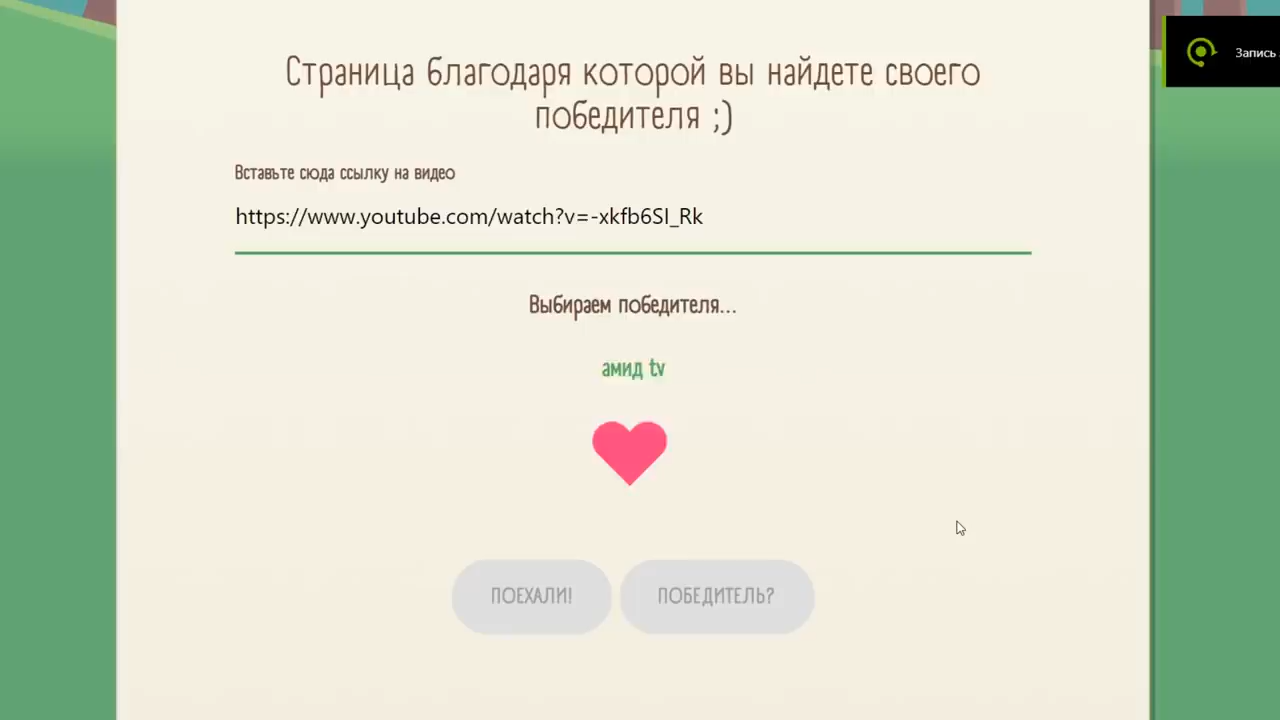 Страница благодаря которой вы найдете своего
победителя ;)
Запись
Вставьте сюда ссылку на видео
https://www.youtube.com/watch?v=-xkfb6SI_Rk
Выбираем победителя...
амид tv
ПОЕХАЛИ!
ПОБЕДИТЕЛЬ?